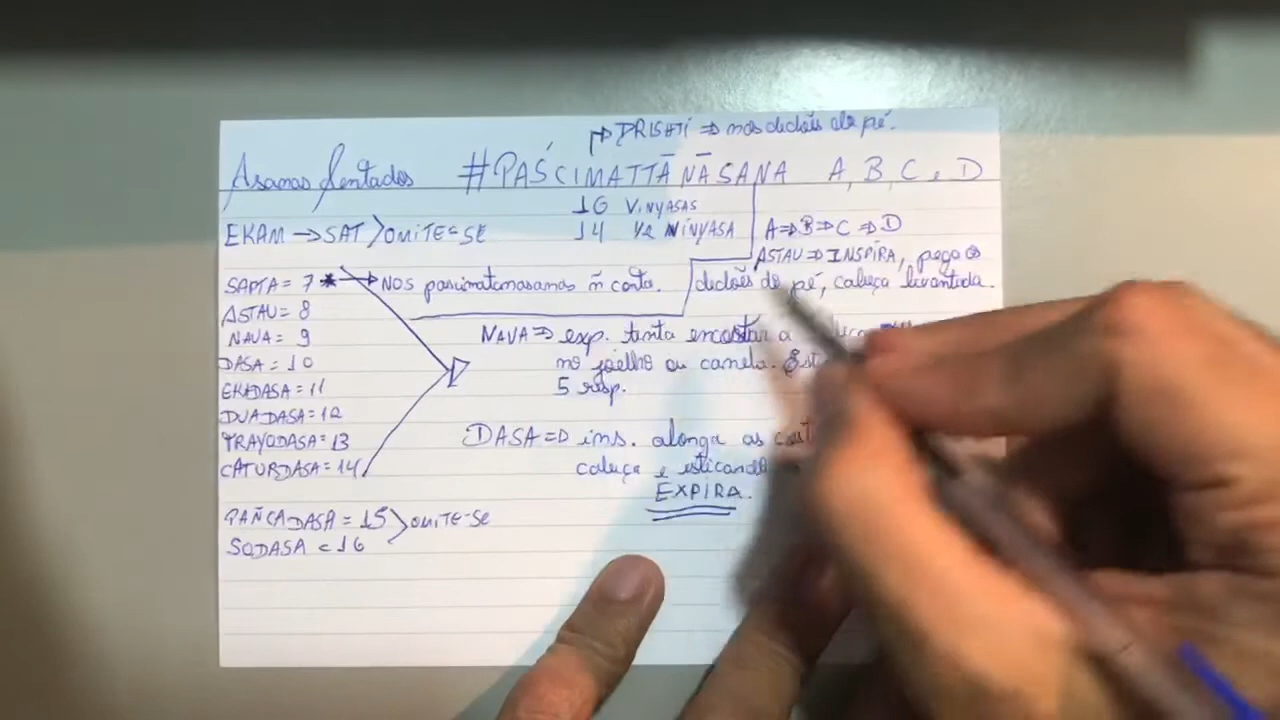 ↱> DRISHTI => nos dedões do pé.
Asanas Sentados #PAŚCIMATTĀNĀSANA A, B, C, e D
16 VINYASAS
EKAM → SAT > OMITE-SE 14 1/2 VINYASA A => B => C => D
ASTAU => INSPIRA, pega os
SAPTA = 7 * → NOS pascimatanasanas ñ conta. dedões do pé, cabeça levantada.
ASTAU = 8
NAVA = 9 NAVA => exp. tenta encostar a
DASA = 10 no joelho ou canela.
EKADASA = 11 5 resp.
DUADASA = 12
TRAYODASA = 13 DASA => ins. alonga as
CATURDASA = 14 cabeça e esticando
EXPIRA.
PAÑCADASA = 15 > OMITE-SE
SODASA = 16